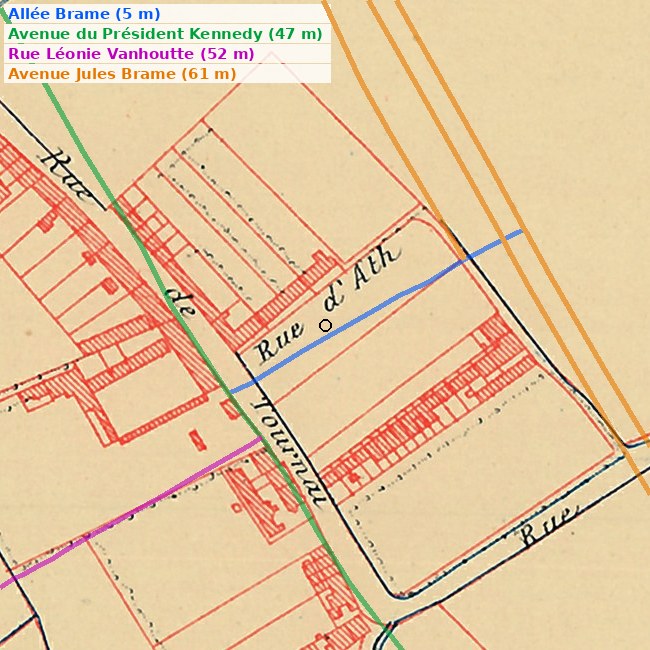 Allée Brame (5 m)
Avenue du Président Kennedy (47 m)
Rue Léonie Vanhoutte (52 m)
Avenue Jules Brame (61 m)
Rue
de
Rue d'Ath
Tournai
Rue